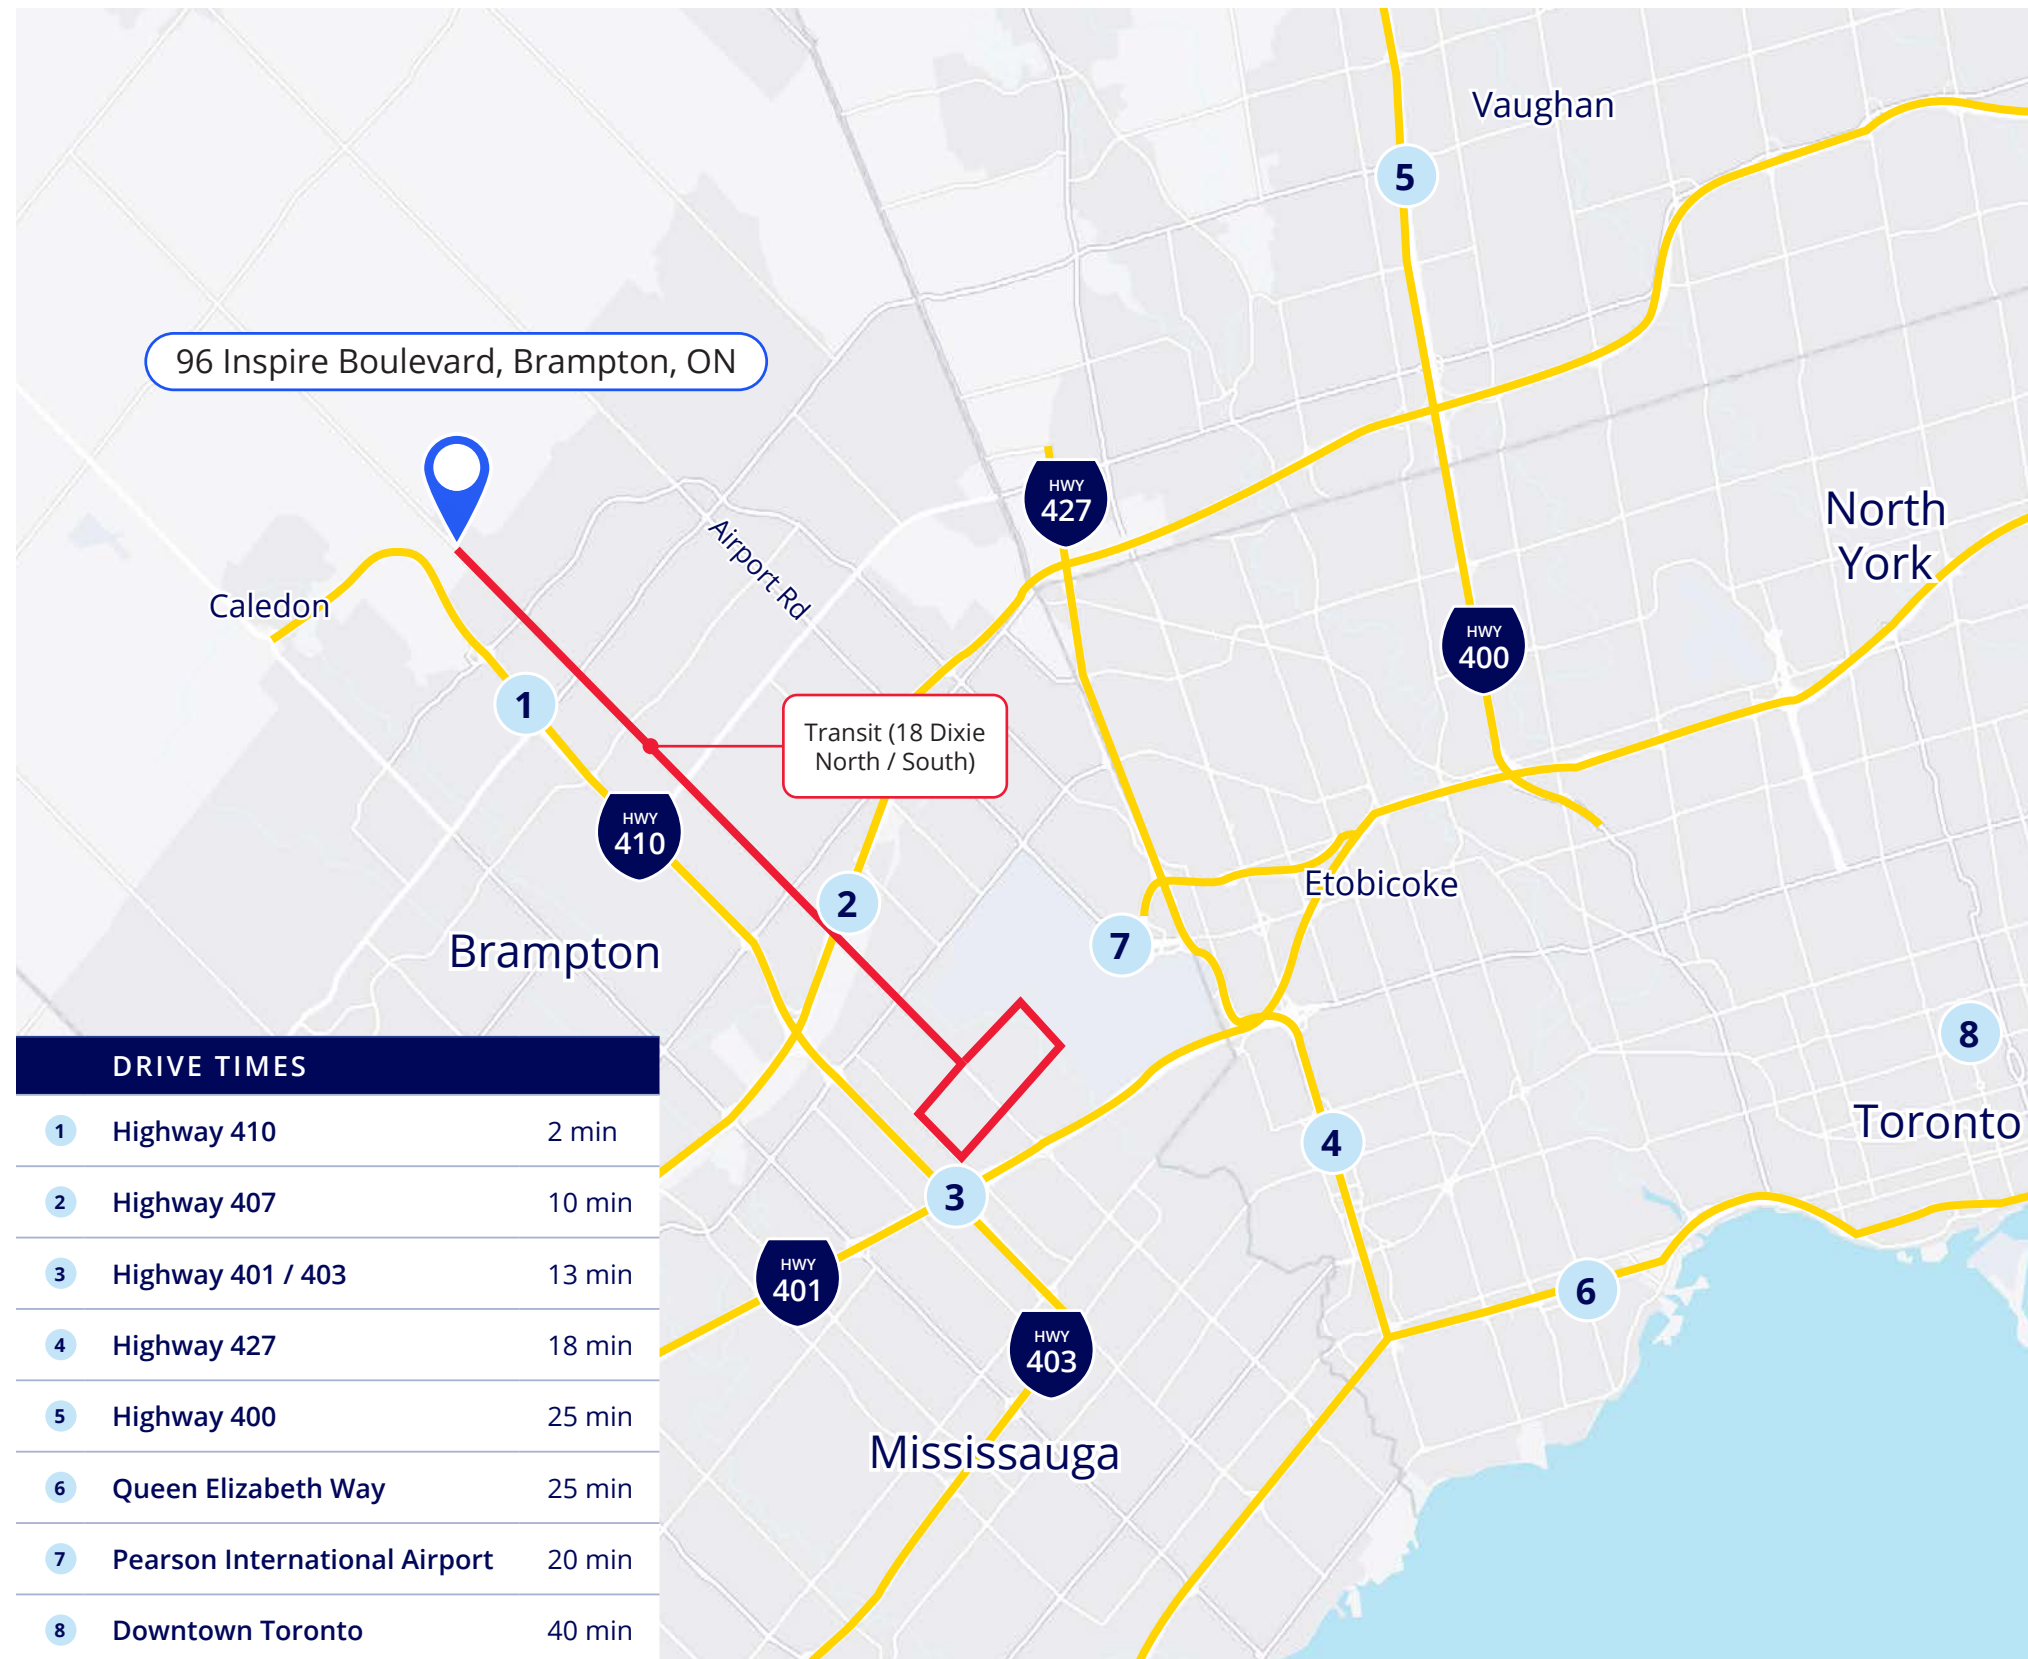 Vaughan
5
96 Inspire Boulevard, Brampton, ON
HWY
427
North
York
Airport Rd
Caledon
HWY
400
1
Transit (18 Dixie
North / South)
HWY
410
Etobicoke
2
7
Brampton
8
Toronto
4
3
HWY
401
6
HWY
403
Mississauga
DRIVE TIMES
1 Highway 410 2 min
2 Highway 407 10 min
3 Highway 401 / 403 13 min
4 Highway 427 18 min
5 Highway 400 25 min
6 Queen Elizabeth Way 25 min
7 Pearson International Airport 20 min
8 Downtown Toronto 40 min